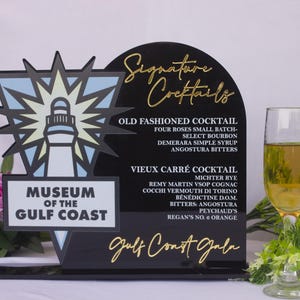 Signature
Cocktails
OLD FASHIONED COCKTAIL
FOUR ROSES SMALL BATCH-
SELECT BOURBON
DEMERARA SIMPLE SYRUP
ANGOSTURA BITTERS
VIEUX CARRÉ COCKTAIL
MICHTER RYE
REMY MARTIN VSOP COGNAC
COCCHI VERMOUTH DI TORINO
BÉNÉDICTINE D.O.M.
BITTERS: ANGOSTURA
PEYCHAUD'S
REGAN'S NO. 6 ORANGE
Gulf Coast Gala
MUSEUM
OF THE
GULF COAST